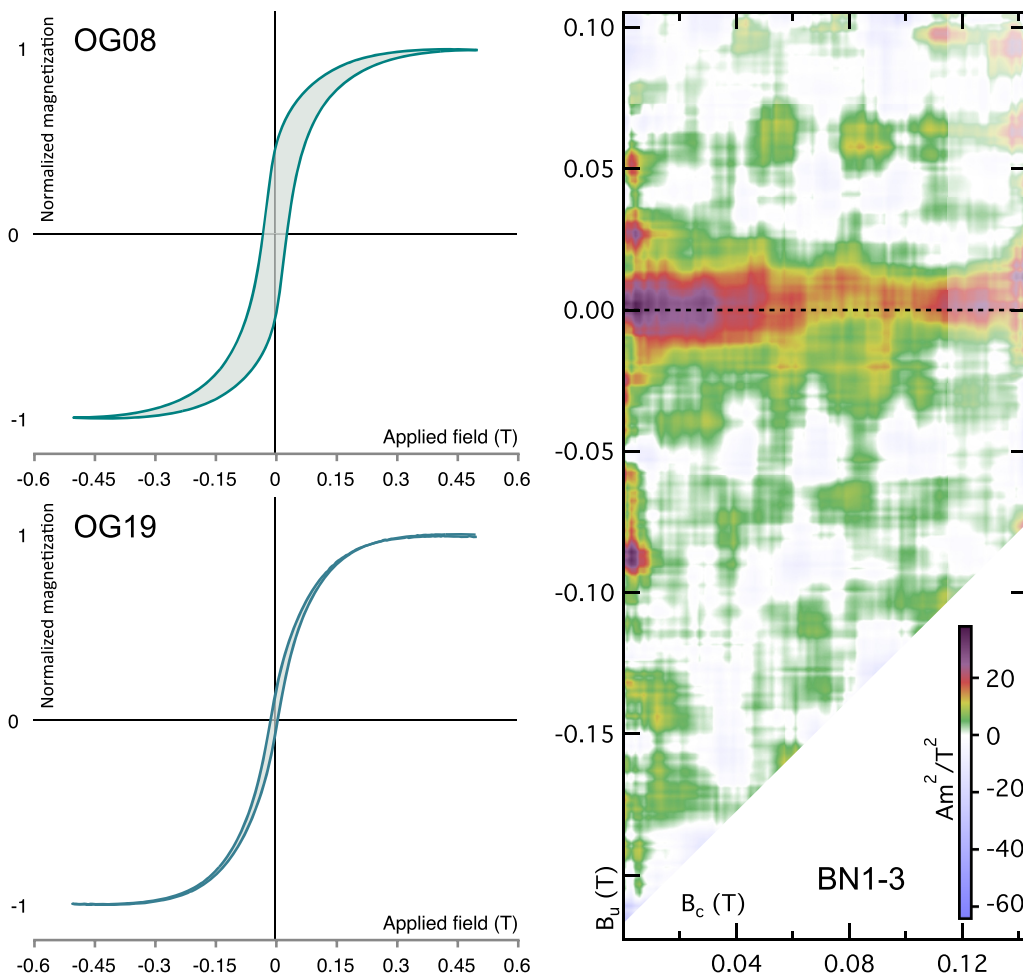 OG08
Normalized magnetization
1
0
-1
Applied field (T)
-0.6 -0.45 -0.3 -0.15 0 0.15 0.3 0.45 0.6
OG19
Normalized magnetization
1
0
-1
Applied field (T)
-0.6 -0.45 -0.3 -0.15 0 0.15 0.3 0.45 0.6
0.10
0.05
0.00
-0.05
-0.10
-0.15
B_u (T)
B_c (T)
BN1-3
Am²/T²
20
0
-20
-40
-60
0.04 0.08 0.12